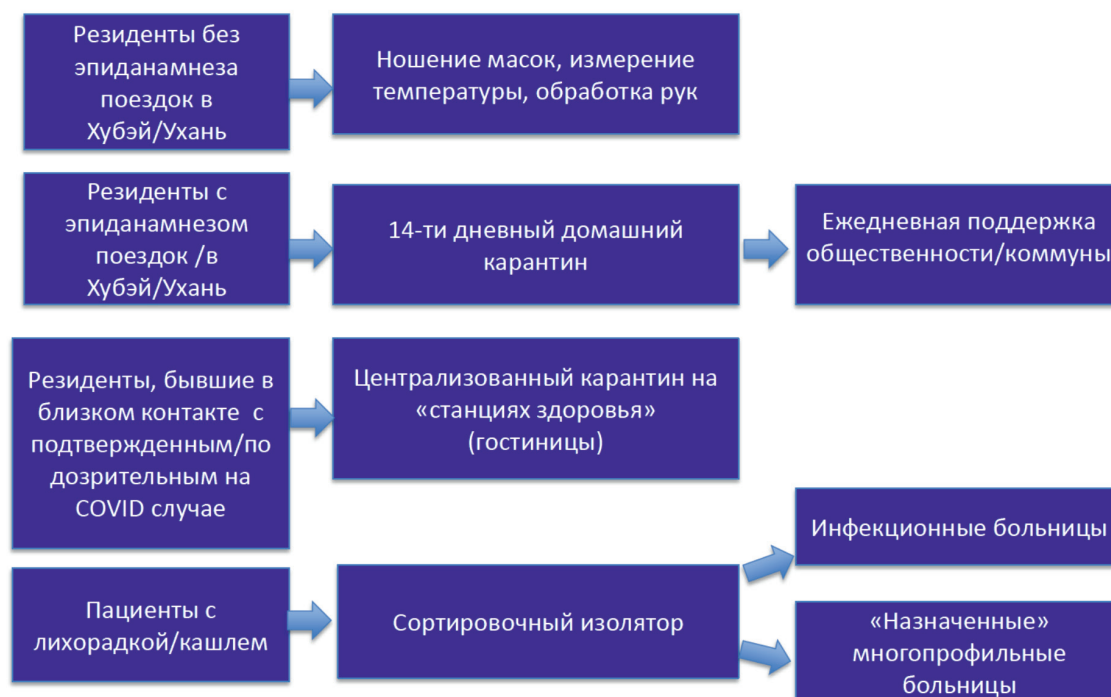 Резиденты без
эпиданамнеза
поездок в
Хубэй/Ухань
Ношение масок, измерение
температуры, обработка рук
Резиденты с
эпиданамнезом
поездок /в
Хубэй/Ухань
14-ти дневный домашний
карантин
Ежедневная поддержка
общественности/коммуны
Резиденты, бывшие в
близком контакте с
подтвержденным/по
дозрительным на
COVID случае
Централизованный карантин на
«станциях здоровья»
(гостиницы)
Пациенты с
лихорадкой/кашлем
Сортировочный изолятор
Инфекционные больницы
«Назначенные»
многопрофильные
больницы